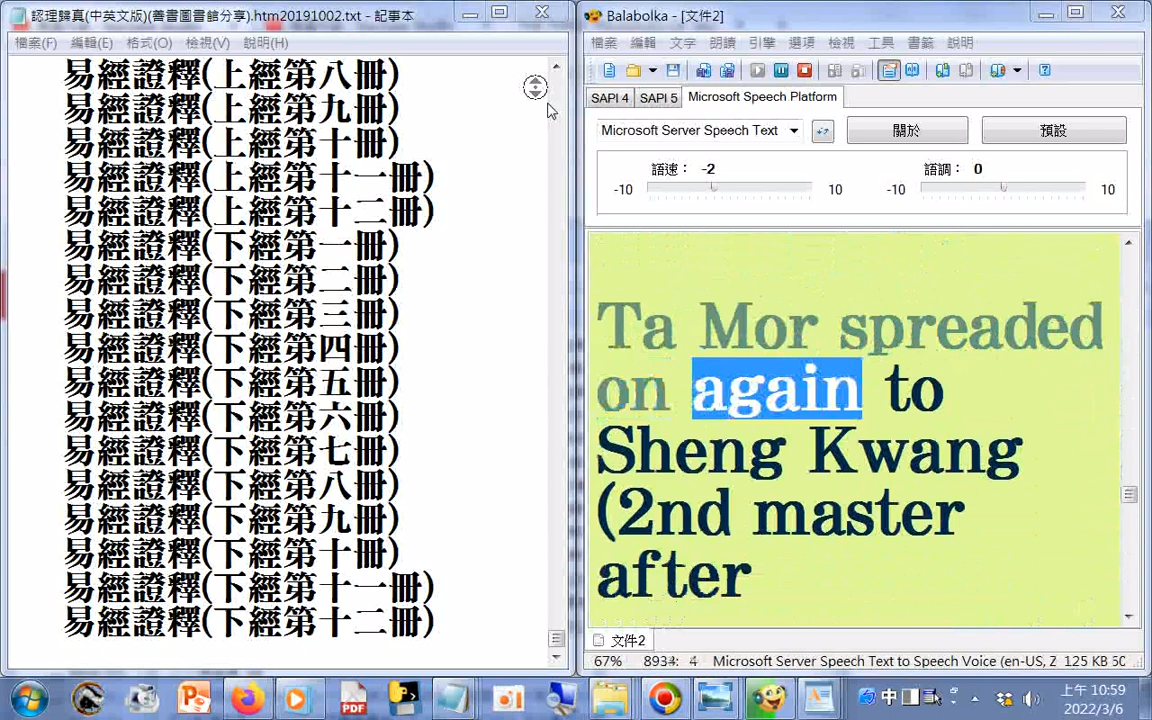 認理歸真(中英文版)(善書圖書館分享).htm20191002.txt - 記事本
檔案(F) 編輯(E) 格式(O) 檢視(V) 說明(H)
易經證釋(上經第八冊)
易經證釋(上經第九冊)
易經證釋(上經第十冊)
易經證釋(上經第十一冊)
易經證釋(上經第十二冊)
易經證釋(下經第一冊)
易經證釋(下經第二冊)
易經證釋(下經第三冊)
易經證釋(下經第四冊)
易經證釋(下經第五冊)
易經證釋(下經第六冊)
易經證釋(下經第七冊)
易經證釋(下經第八冊)
易經證釋(下經第九冊)
易經證釋(下經第十冊)
易經證釋(下經第十一冊)
易經證釋(下經第十二冊)
Balabolka - [文件2]
檔案 編輯 文字 朗讀 引擎 選項 檢視 工具 書籤 說明
SAPI 4 SAPI 5 Microsoft Speech Platform
Microsoft Server Speech Text 關於 預設
語速： -2 語調： 0
-10 10 -10 10
Ta Mor spreaded
on again to
Sheng Kwang
(2nd master
after
文件2
67% Microsoft Server Speech Text to Speech Voice (en-US, Z 125 KB 50
PDF
中
上午 10:59
2022/3/6